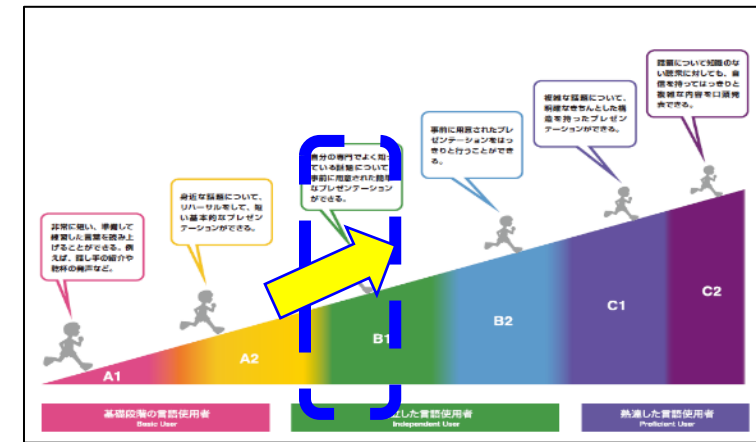 非常に短い、準備して
練習した言葉を読み上
げることができる。例
えば、話し手の紹介や
乾杯の発声など。
身近な話題について、
リハーサルをして、短
い基本的なプレゼン
テーションができる。
自分の専門でよく知っ
ている話題について、
事前に用意された簡単
なプレゼンテーション
ができる。
事前に用意されたプレ
ゼンテーションをはっ
きりと行うことができ
る。
複雑な話題について、
明確なきちんとした構
造を持ったプレゼン
テーションができる。
話題について知識のな
い聴衆に対しても、自
信を持ってはっきりと
複雑な内容を口頭発
表できる。
A1
A2
B1
B2
C1
C2
基礎段階の言語使用者
Basic User
した言語使用者
Independent User
熟達した言語使用者
Proficient User